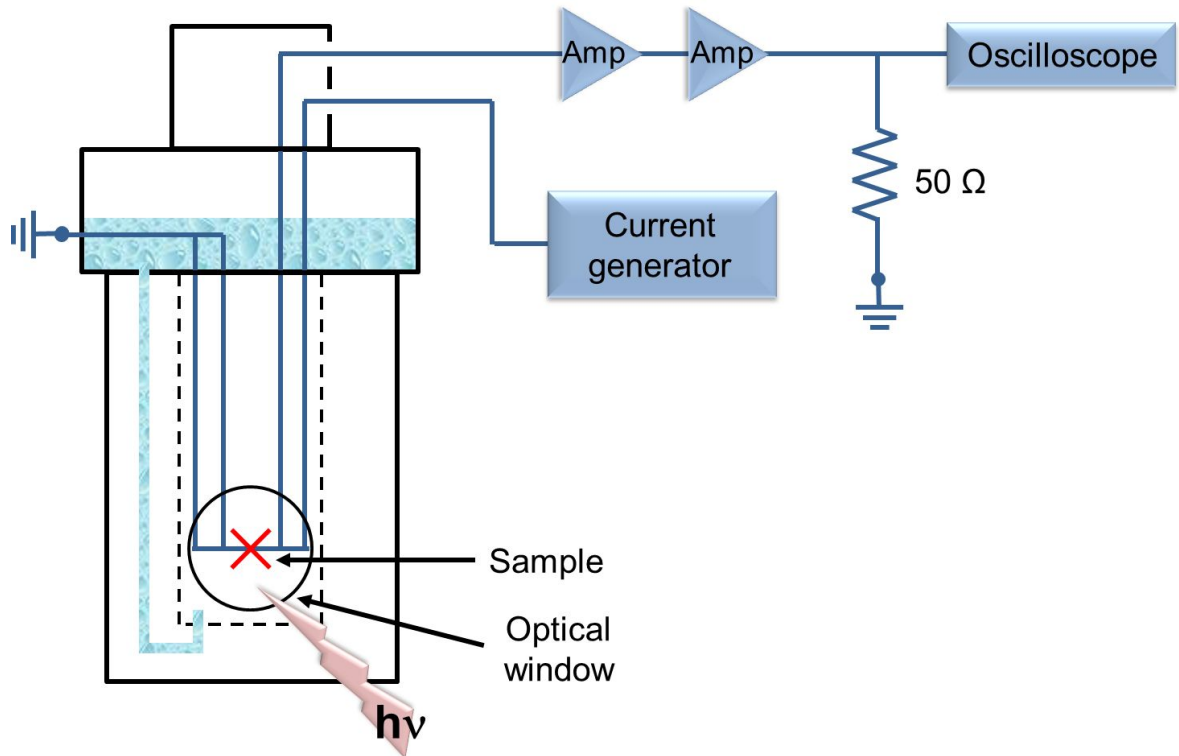 Amp
Amp
Oscilloscope
50 Ω
Current
generator
Sample
Optical
window
hν